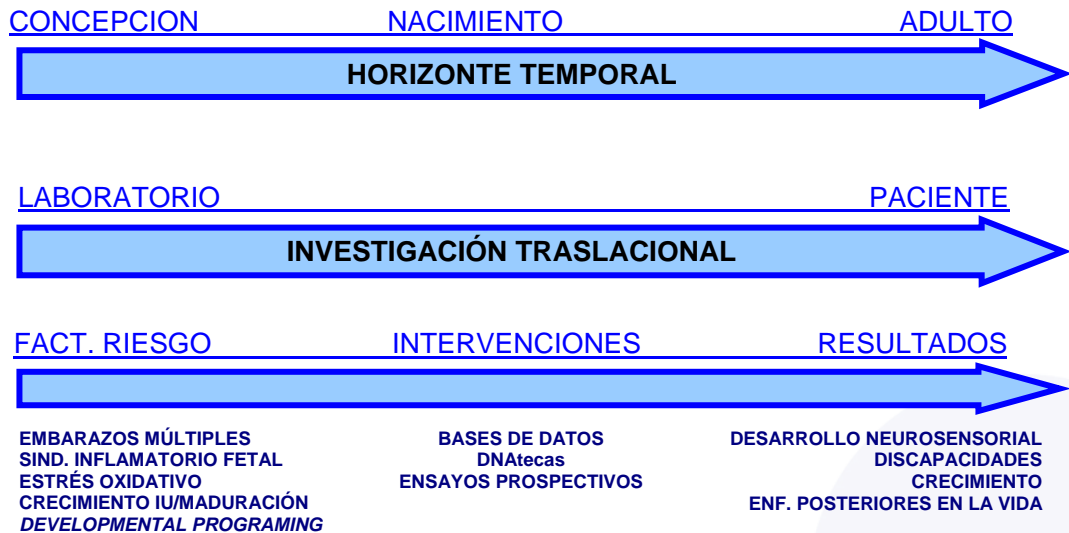 CONCEPCION NACIMIENTO ADULTO
HORIZONTE TEMPORAL
LABORATORIO PACIENTE
INVESTIGACIÓN TRASLACIONAL
FACT. RIESGO INTERVENCIONES RESULTADOS
EMBARAZOS MÚLTIPLES BASES DE DATOS DESARROLLO NEUROSENSORIAL
SIND. INFLAMATORIO FETAL DNAtecas DISCAPACIDADES
ESTRÉS OXIDATIVO ENSAYOS PROSPECTIVOS CRECIMIENTO
CRECIMIENTO IU/MADURACIÓN ENF. POSTERIORES EN LA VIDA
DEVELOPMENTAL PROGRAMING